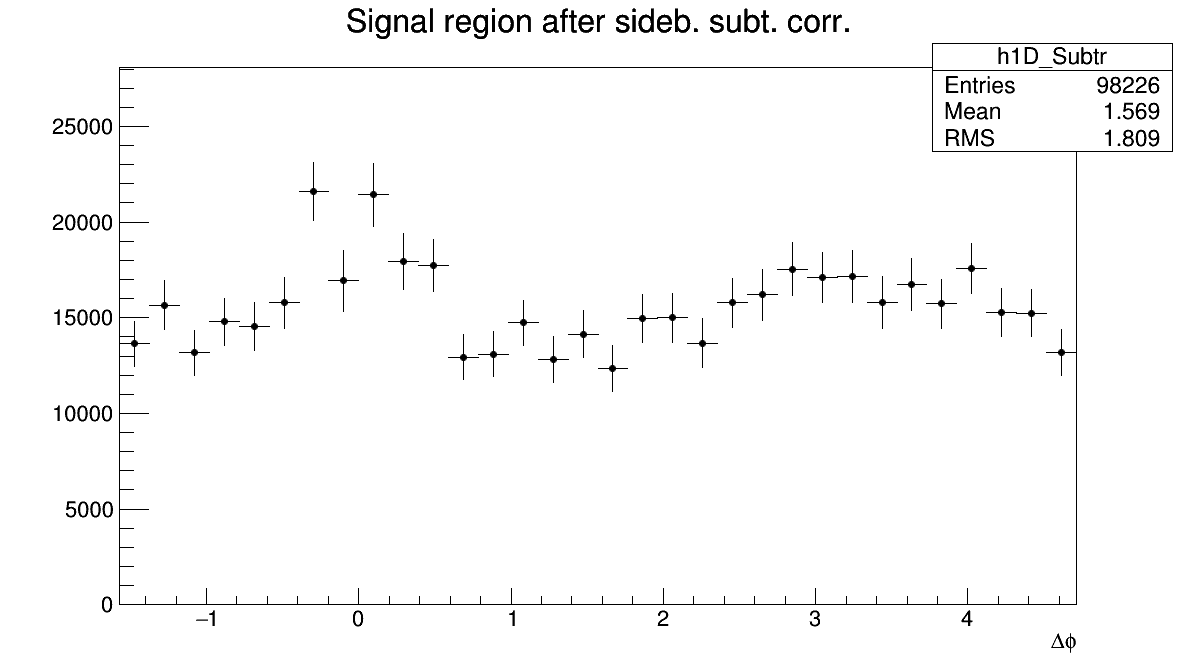 Signal region after sideb. subt. corr.
h1D_Subtr
Entries 98226
Mean 1.569
RMS 1.809
25000
20000
15000
10000
5000
0
−1 0 1 2 3 4
Δϕ